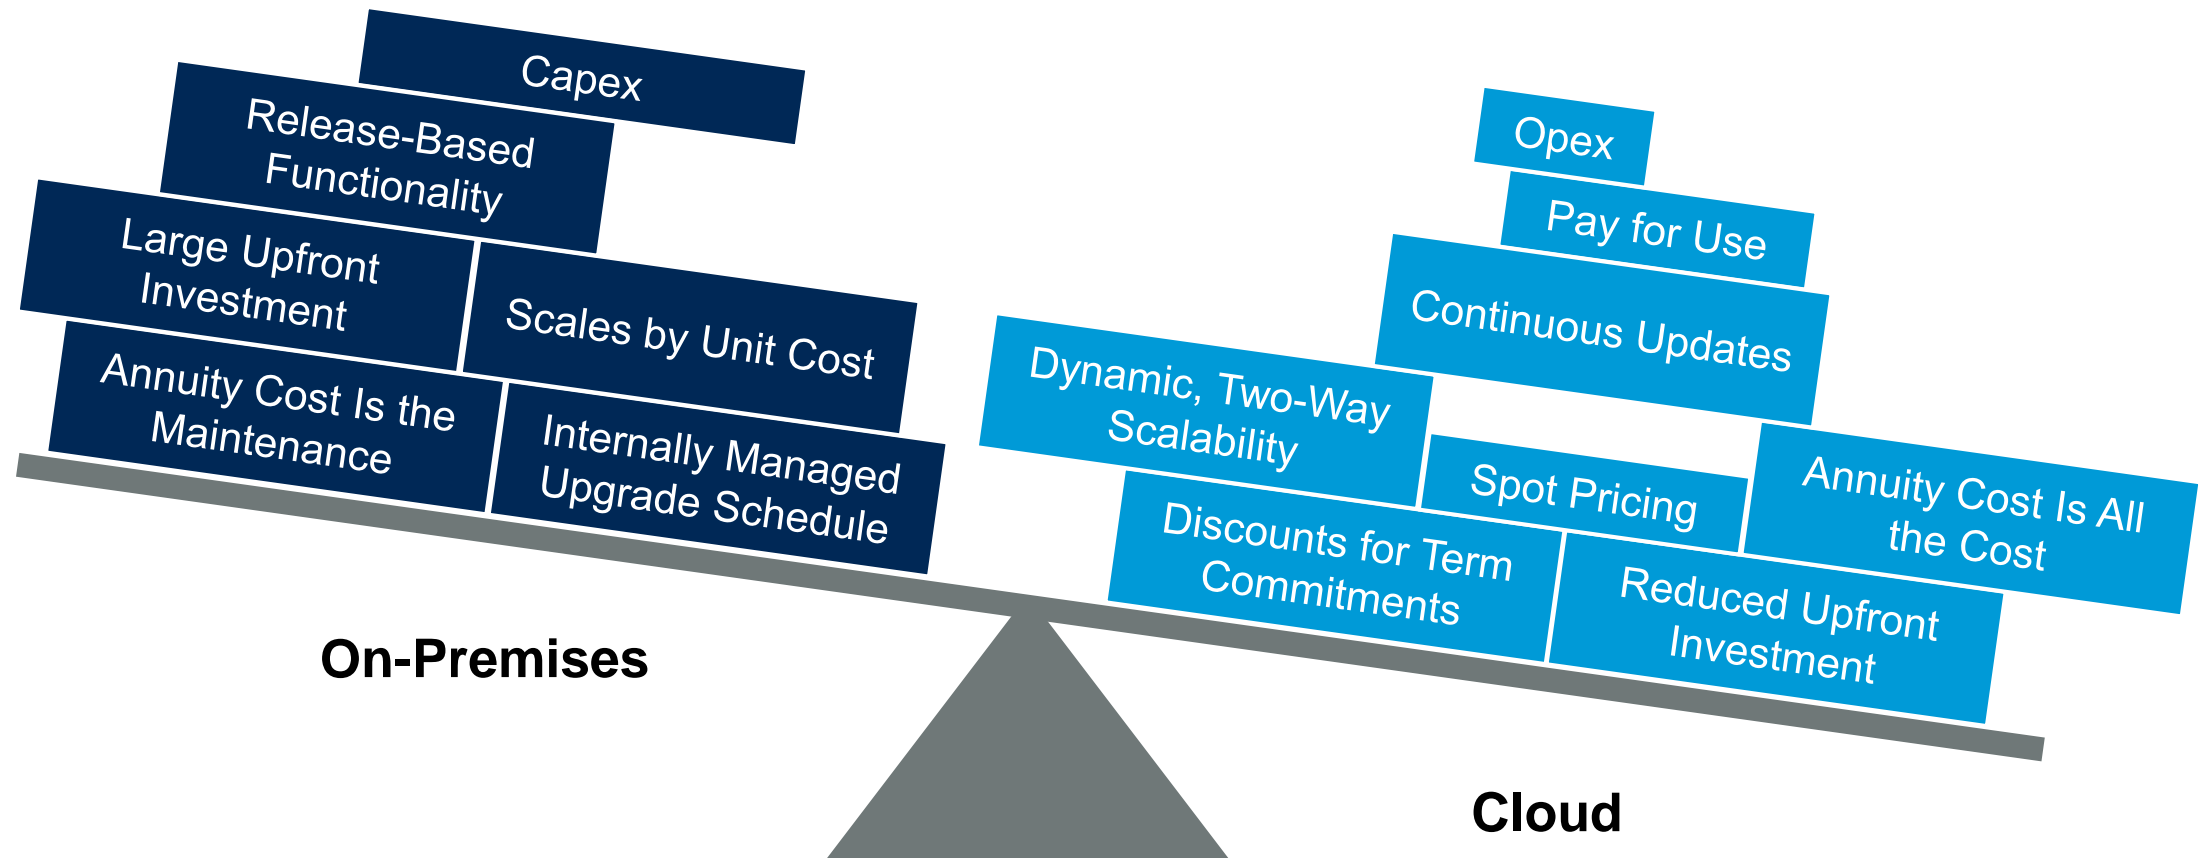 Capex
Release-Based
Functionality
Large Upfront
Investment
Scales by Unit Cost
Annuity Cost Is the
Maintenance
Internally Managed
Upgrade Schedule
On-Premises
Opex
Pay for Use
Continuous Updates
Dynamic, Two-Way
Scalability
Spot Pricing
Annuity Cost Is All
the Cost
Discounts for Term
Commitments
Reduced Upfront
Investment
Cloud